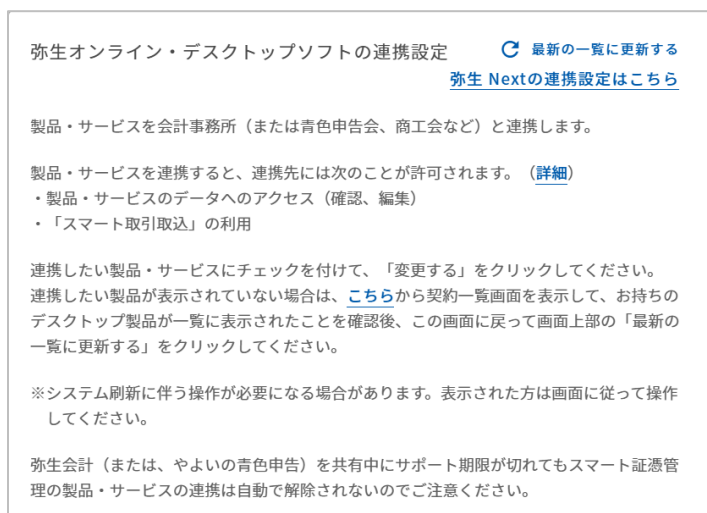 弥生オンライン・デスクトップソフトの連携設定
最新の一覧に更新する
弥生 Nextの連携設定はこちら
製品・サービスを会計事務所（または青色申告会、商工会など）と連携します。
製品・サービスを連携すると、連携先には次のことが許可されます。（詳細）
・製品・サービスのデータへのアクセス（確認、編集）
・「スマート取引取込」の利用
連携したい製品・サービスにチェックを付けて、「変更する」をクリックしてください。
連携したい製品が表示されていない場合は、こちらから契約一覧画面を表示して、お持ちの
デスクトップ製品が一覧に表示されたことを確認後、この画面に戻って画面上部の「最新の
一覧に更新する」をクリックしてください。
※システム刷新に伴う操作が必要になる場合があります。表示された方は画面に従って操作
してください。
弥生会計（または、やよいの青色申告）を共有中にサポート期限が切れてもスマート証憑管
理の製品・サービスの連携は自動で解除されないのでご注意ください。